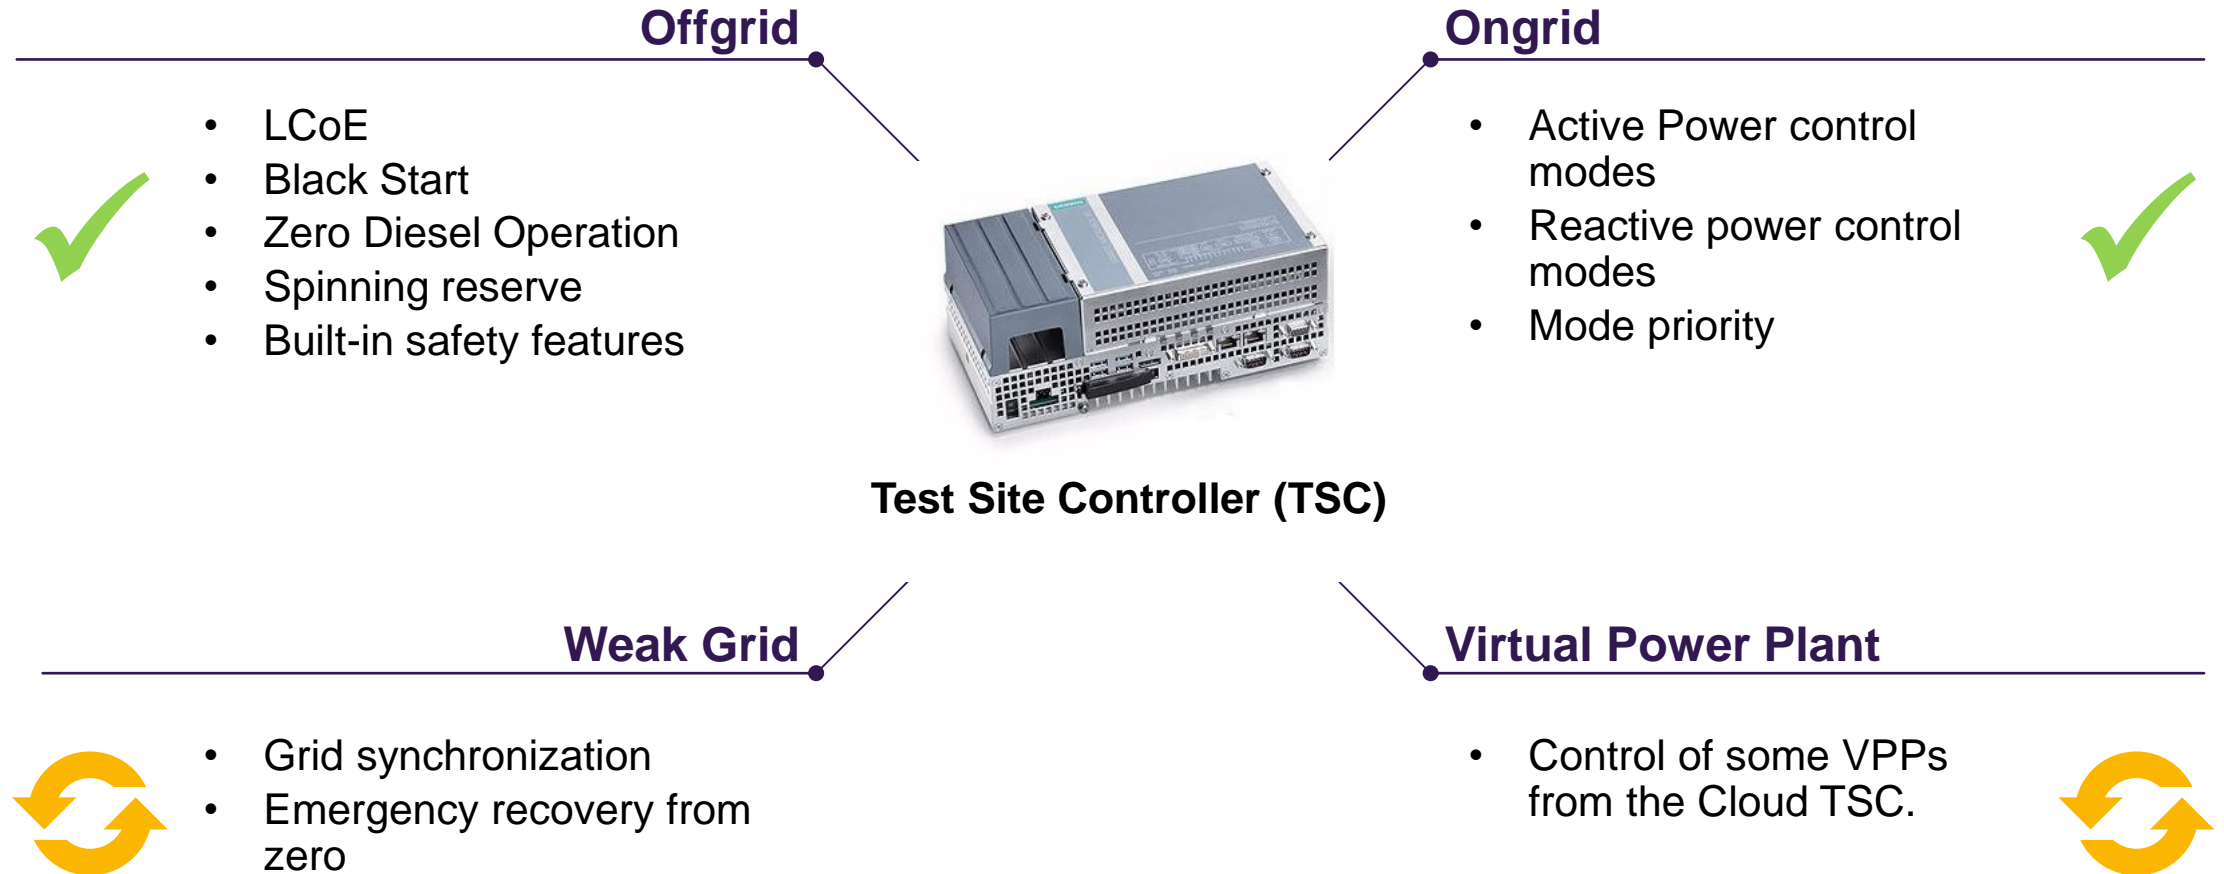 Offgrid
Ongrid
• LCoE
• Black Start
• Zero Diesel Operation
• Spinning reserve
• Built-in safety features
• Active Power control
modes
• Reactive power control
modes
• Mode priority
SIEMENS
Test Site Controller (TSC)
Weak Grid
Virtual Power Plant
• Grid synchronization
• Emergency recovery from
zero
• Control of some VPPs
from the Cloud TSC.